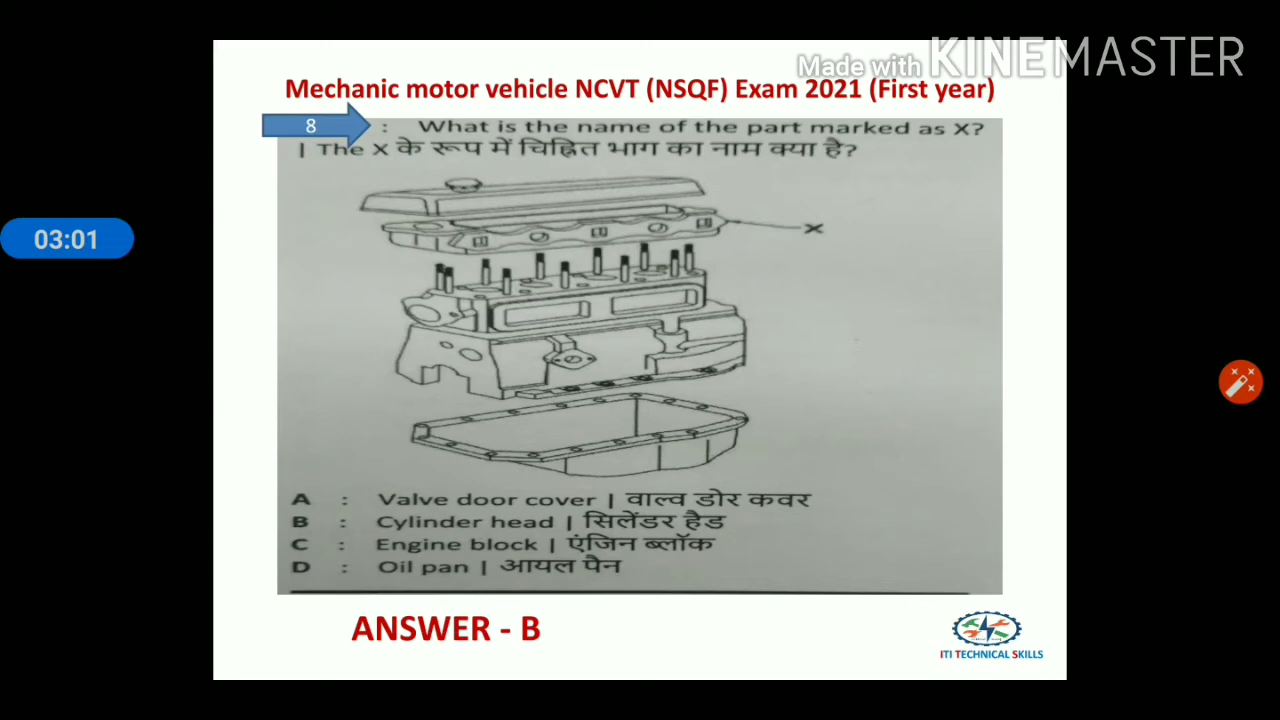 Made with KINEMASTER
Mechanic motor vehicle NCVT (NSQF) Exam 2021 (First year)
8 : What is the name of the part marked as X?
| The X के रूप में चिह्नित भाग का नाम क्या है?
03:01
X
A : Valve door cover | वाल्व डोर कवर
B : Cylinder head | सिलेंडर हैड
C : Engine block | एंजिन ब्लॉक
D : Oil pan | आयल पैन
ANSWER - B
ITI TECHNICAL SKILLS